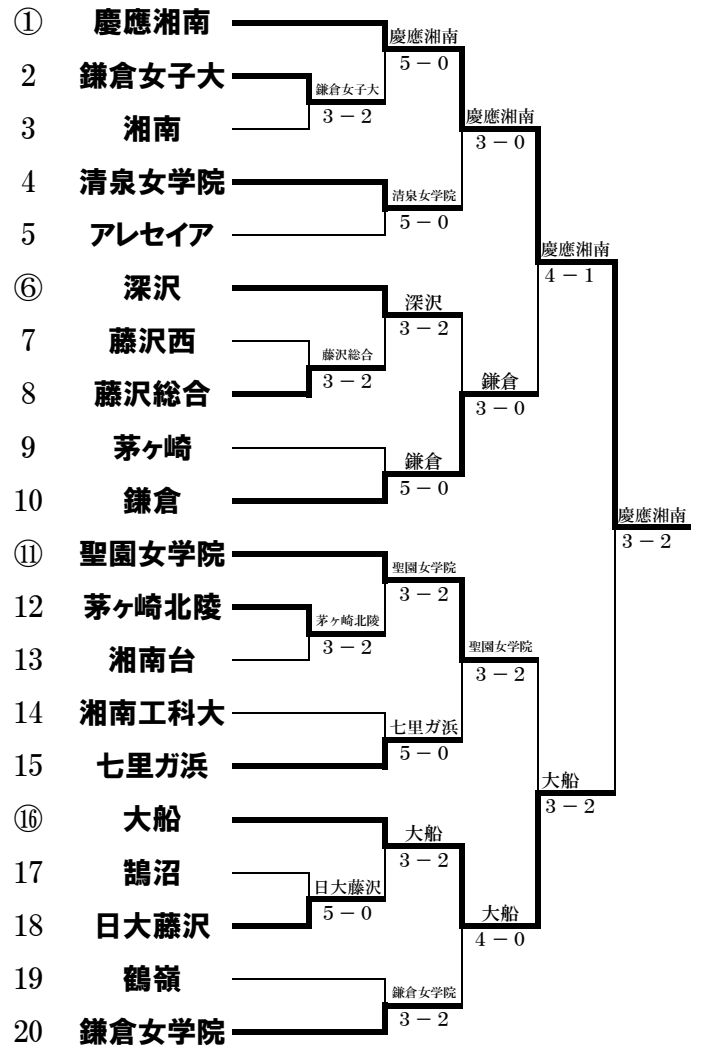 ① 慶應湘南
2 鎌倉女子大
3 湘南
4 清泉女学院
5 アレセイア
⑥ 深沢
7 藤沢西
8 藤沢総合
9 茅ヶ崎
10 鎌倉
⑪ 聖園女学院
12 茅ヶ崎北陵
13 湘南台
14 湘南工科大
15 七里ガ浜
⑯ 大船
17 鵠沼
18 日大藤沢
19 鶴嶺
20 鎌倉女学院
鎌倉女子大
3－2
藤沢総合
3－2
茅ヶ崎北陵
3－2
日大藤沢
5－0
慶應湘南
5－0
清泉女学院
5－0
深沢
3－2
鎌倉
5－0
聖園女学院
3－2
七里ガ浜
5－0
大船
3－2
鎌倉女学院
3－2
慶應湘南
3－0
鎌倉
3－0
聖園女学院
3－2
大船
4－0
慶應湘南
4－1
大船
3－2
慶應湘南
3－2